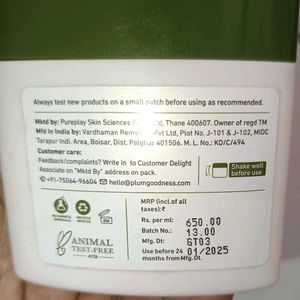 Always test new products on a small patch before using as recommended.
Mktd by: Pureplay Skin Sciences Ltd, Thane 400607. Owner of regd TM
Mfd in India by: Vardhaman Remedies Pvt Ltd, Plot No. J-101 & J-102, MIDC
Tarapur Indl. Area, Boisar, Dist. Palghar 401506. M. L. No.: KD/C/494
Customer care:
Feedback/complaints? Write in to Customer Delight
Associate on "Mktd By" address or
+91-75064-96604 hello@plumgoodness.com
Shake well
before use
ANIMAL
TEST-FREE
PETA
MRP (incl.of all
taxes):₹ 650.00
Rs. per ml: 13.00
Batch No.: GT03
Mfg. Dt: 01/2025
Use before 24
months from Mfg. Dt.